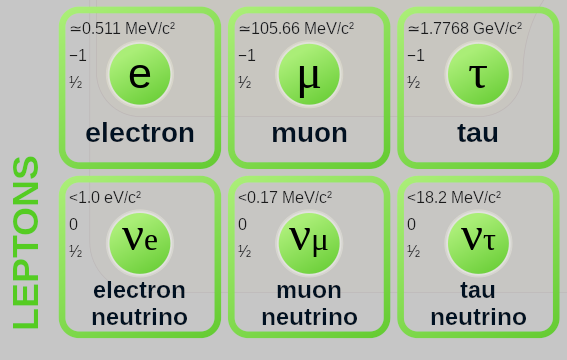 ≃0.511 MeV/c²
−1
½
e
electron
≃105.66 MeV/c²
−1
½
μ
muon
≃1.7768 GeV/c²
−1
½
τ
tau
LEPTONS
<1.0 eV/c²
0
½
νe
electron
neutrino
<0.17 MeV/c²
0
½
νμ
muon
neutrino
<18.2 MeV/c²
0
½
ντ
tau
neutrino